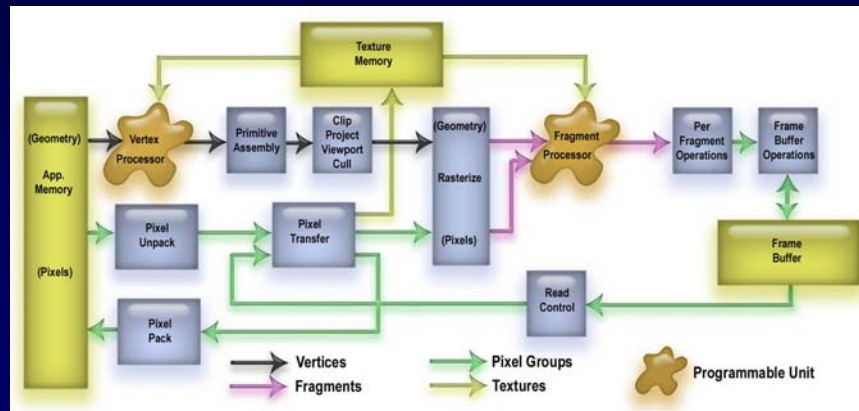 Texture
Memory
(Geometry)
App.
Memory
(Pixels)
Vertex
Processor
Primitive
Assembly
Clip
Project
Viewport
Cull
(Geometry)
Rasterize
(Pixels)
Fragment
Processor
Per
Fragment
Operations
Frame
Buffer
Operations
Pixel
Unpack
Pixel
Transfer
Frame
Buffer
Read
Control
Pixel
Pack
Vertices
Fragments
Pixel Groups
Textures
Programmable Unit